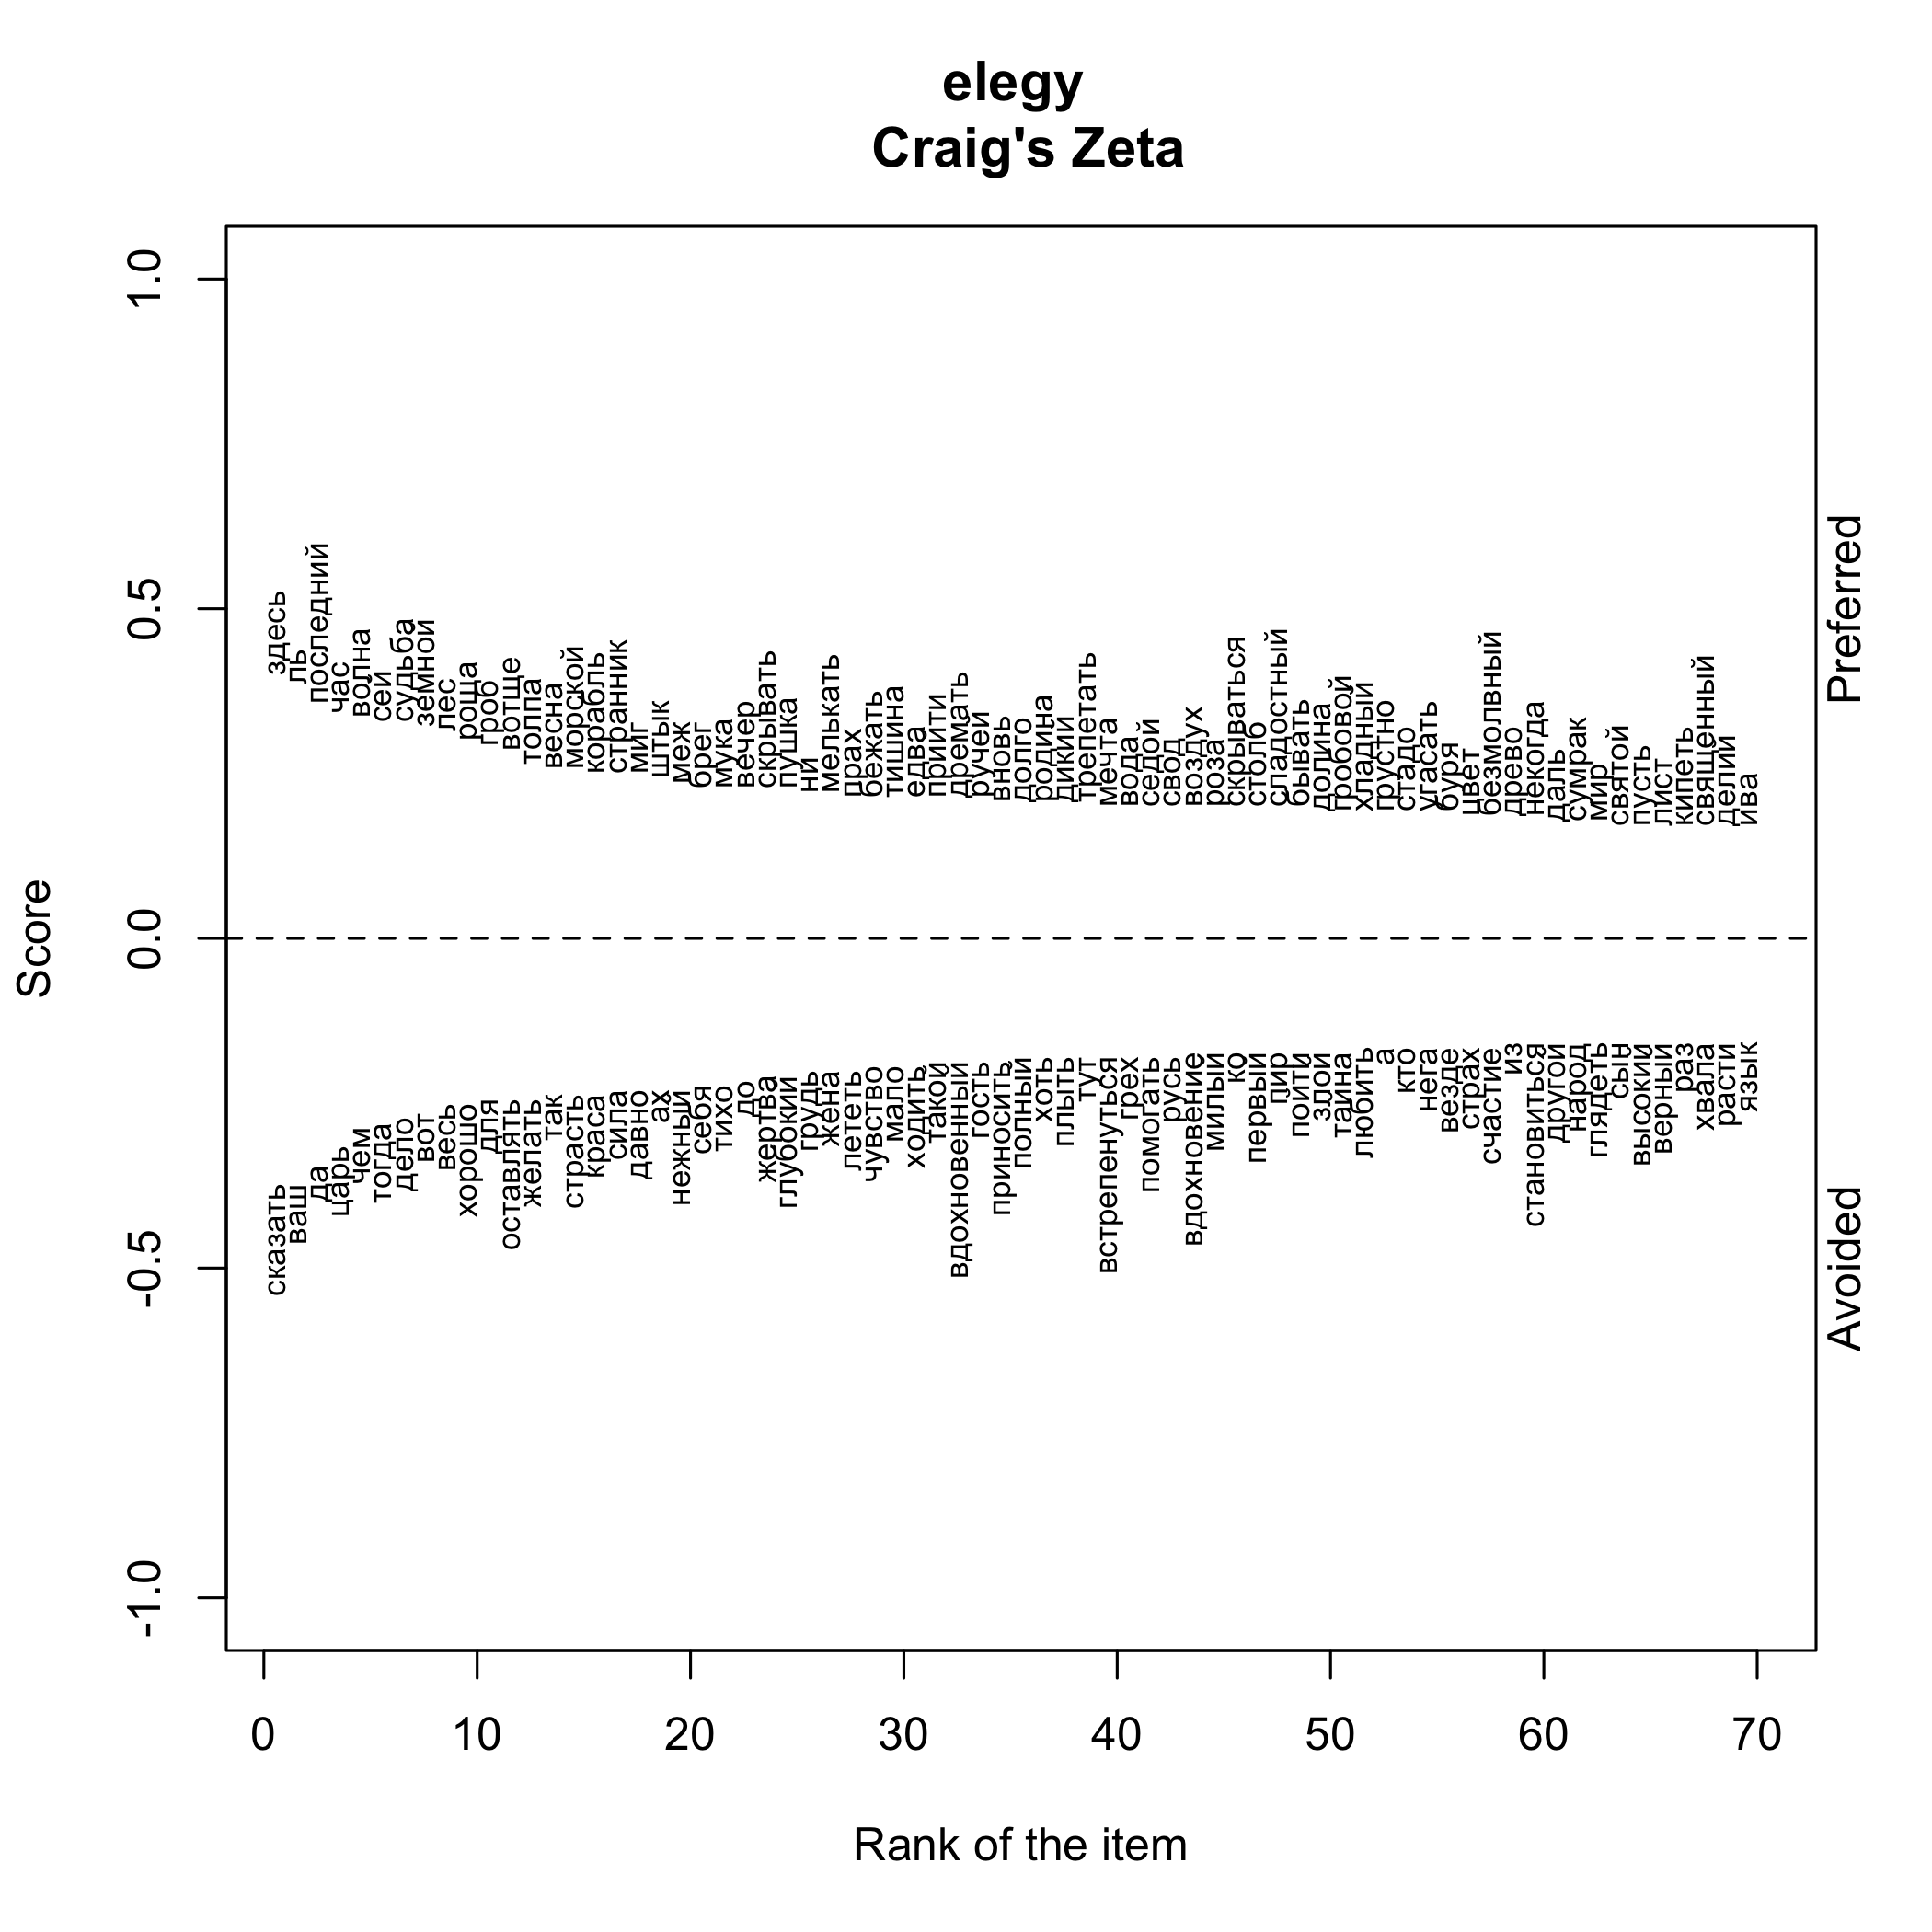 elegy
Craig's Zeta
1.0
0.5
0.0
-0.5
-1.0
Score
Preferred
Avoided
здесь
ль
последний
час
волна
сей
судьба
земной
лес
роща
гроб
вотще
толпа
весна
морской
корабль
странник
миг
штык
меж
брег
мука
вечер
скрывать
пушка
ни
мелькать
прах
бежать
тишина
едва
прийти
дремать
ручей
вновь
долго
родина
дикий
трепетать
мечта
вода
седой
свод
воздух
роза
скрываться
столб
сладостный
бывать
долина
гробовой
хладный
грустно
стадо
угасать
буря
цвет
безмолвный
древо
некогда
даль
сумрак
мир
святой
пусть
лист
кипеть
священный
делий
ива
сказать
ваш
да
царь
чем
тогда
дело
вот
весь
хорошо
для
оставлять
желать
так
страсть
краса
сила
давно
ах
нежный
себя
тихо
до
жертва
глубокий
грудь
жена
лететь
чувство
мало
ходить
такой
вдохновенный
гость
приносить
полный
хоть
плыть
тут
встрепенуться
грех
помогать
русь
вдохновение
милый
ко
первый
пир
пойти
злой
тайна
любить
а
кто
нега
везде
страх
счастие
из
становиться
другой
народ
глядеть
сын
высокий
верный
раз
хвала
расти
язык
0
10
20
30
40
50
60
70
Rank of the item